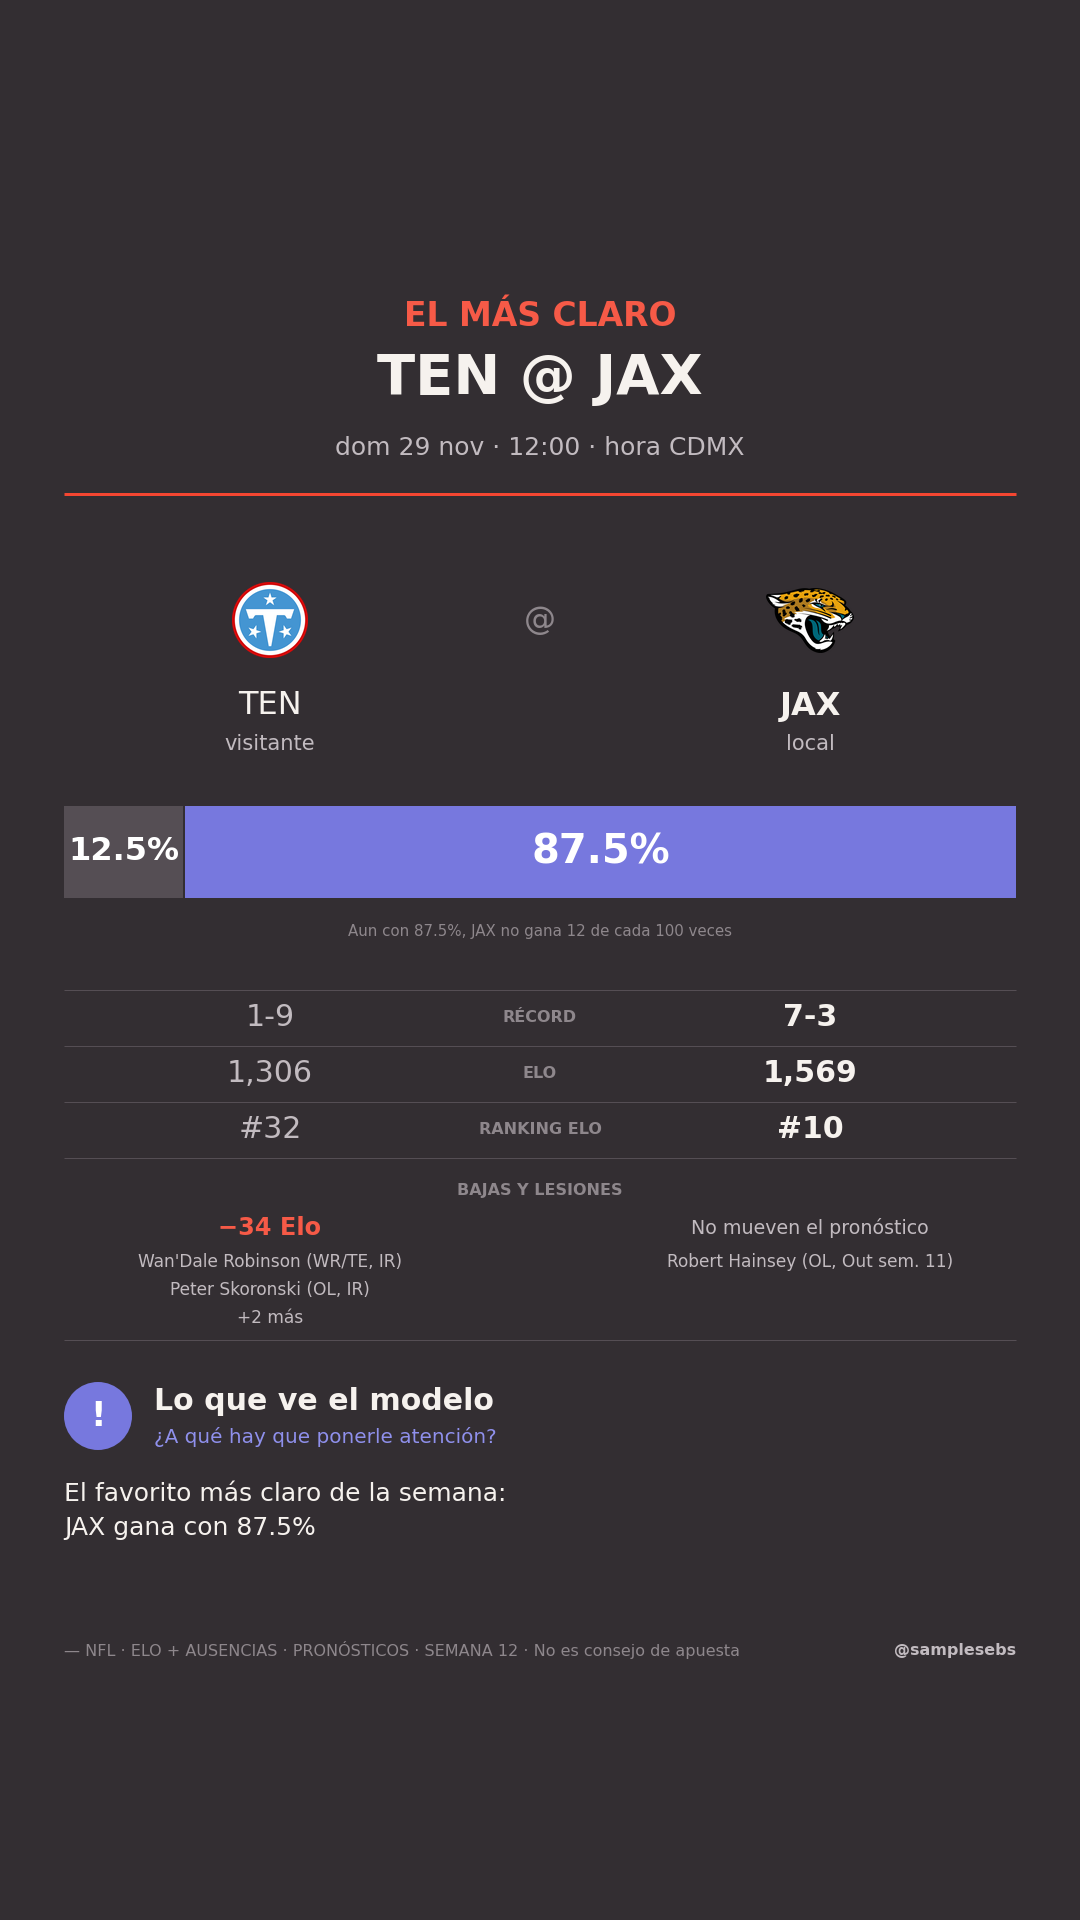 EL MÁS CLARO
TEN @ JAX
dom 29 nov · 12:00 · hora CDMX
@
TEN
JAX
visitante
local
12.5%
87.5%
Aun con 87.5%, JAX no gana 12 de cada 100 veces
1-9 RÉCORD 7-3
1,306 ELO 1,569
#32 RANKING ELO #10
BAJAS Y LESIONES
−34 Elo
No mueven el pronóstico
Wan'Dale Robinson (WR/TE, IR)
Robert Hainsey (OL, Out sem. 11)
Peter Skoronski (OL, IR)
+2 más
!
Lo que ve el modelo
¿A qué hay que ponerle atención?
El favorito más claro de la semana:
JAX gana con 87.5%
— NFL · ELO + AUSENCIAS · PRONÓSTICOS · SEMANA 12 · No es consejo de apuesta
@samplesebs